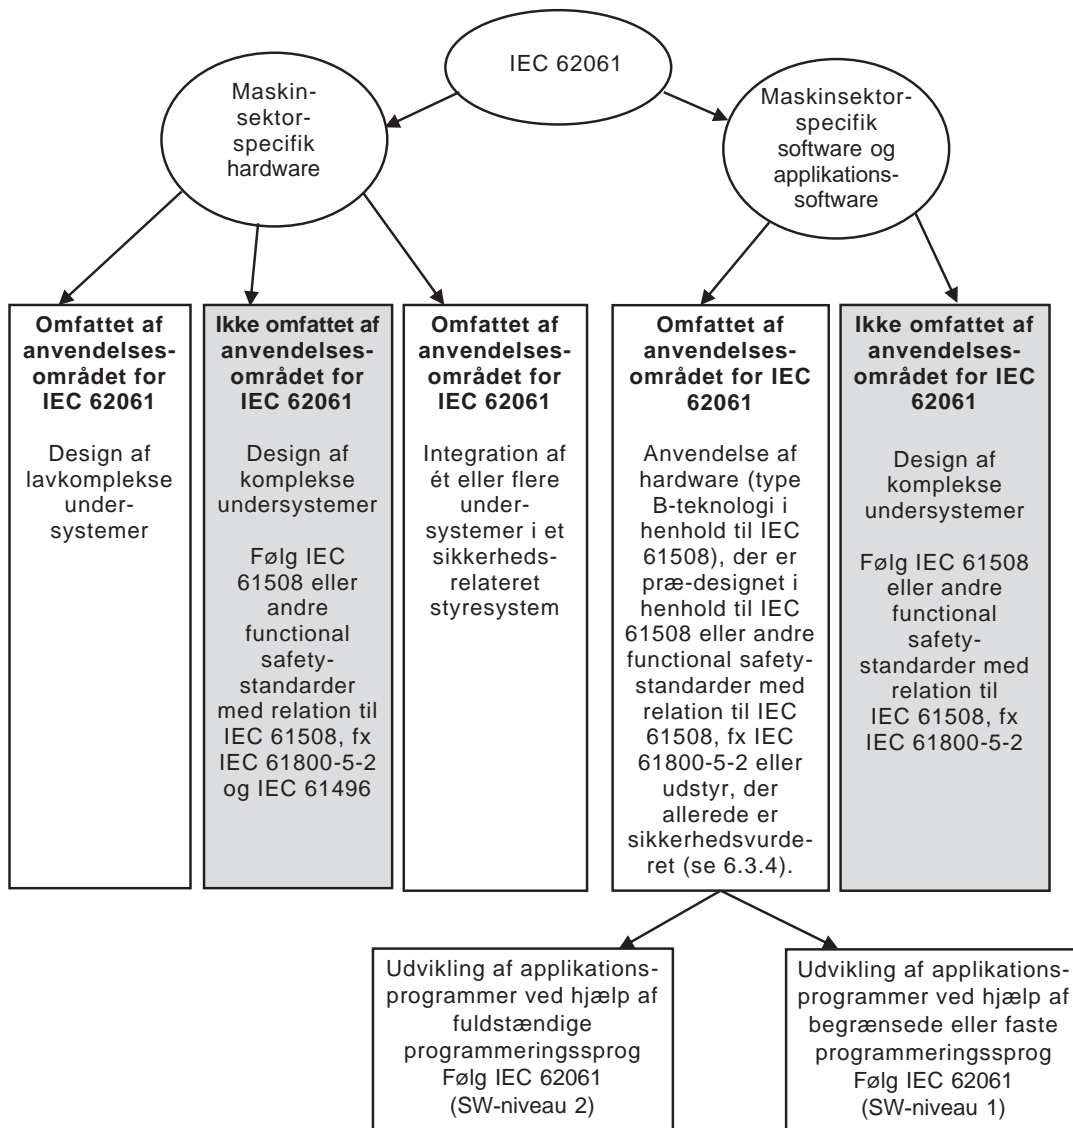 IEC 62061
Maskin-
sektor-
specifik
hardware
Maskinsektor-
specifik
software og
applikations-
software
Omfattet af
anvendelses-
området for
IEC 62061
Design af
lavkomplekse
under-
systemer
Ikke omfattet af
anvendelses-
området for
IEC 62061
Design af
komplekse
undersystemer
Følg IEC
61508 eller
andre
functional
safety-
standarder
med relation til
IEC 61508, fx
IEC 61800-5-2
og IEC 61496
Omfattet af
anvendelses-
området for
IEC 62061
Integration af
ét eller flere
under-
systemer i et
sikkerheds-
relateret
styresystem
Omfattet af
anvendelses-
området for IEC
62061
Anvendelse af
hardware (type
B-teknologi i
henhold til IEC
61508), der er
præ-designet i
henhold til IEC
61508 eller andre
functional safety-
standarder med
relation til IEC
61508, fx IEC
61800-5-2 eller
udstyr, der
allerede er
sikkerhedsvurde-
ret (se 6.3.4).
Ikke omfattet af
anvendelses-
området for IEC
62061
Design af
komplekse
undersystemer
Følg IEC 61508
eller andre
functional
safety-
standarder med
relation til
IEC 61508, fx
IEC 61800-5-2
Udvikling af applikations-
programmer ved hjælp af
fuldstændige
programmeringssprog
Følg IEC 62061
(SW-niveau 2)
Udvikling af applikations-
programmer ved hjælp af
begrænsede eller faste
programmeringssprog
Følg IEC 62061
(SW-niveau 1)